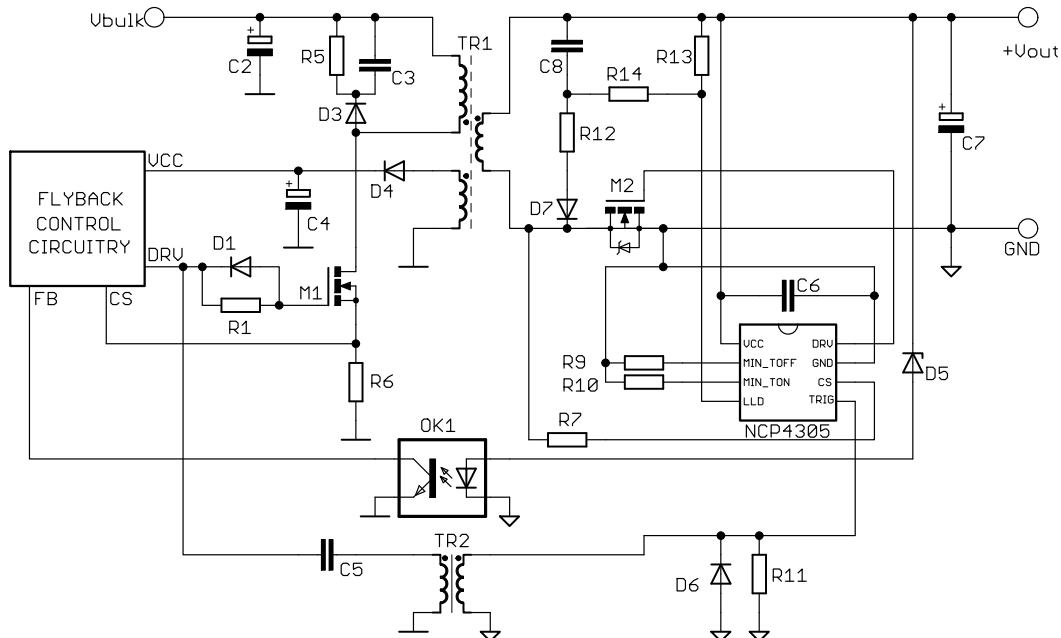 Vbulk
+
C2
R5
C3
D3
TR1
C8
R13
R14
R12
+Vout
+
C7
FLYBACK
CONTROL
CIRCUITRY
VCC
DRV
FB
CS
D4
+
C4
D1
R1
M1
R6
D7
M2
GND
C6
R9
R10
R7
VCC
MIN_TOFF
MIN_TON
LLD
DRV
GND
CS
TRIG
NCP4305
D5
OK1
TR2
C5
D6
R11